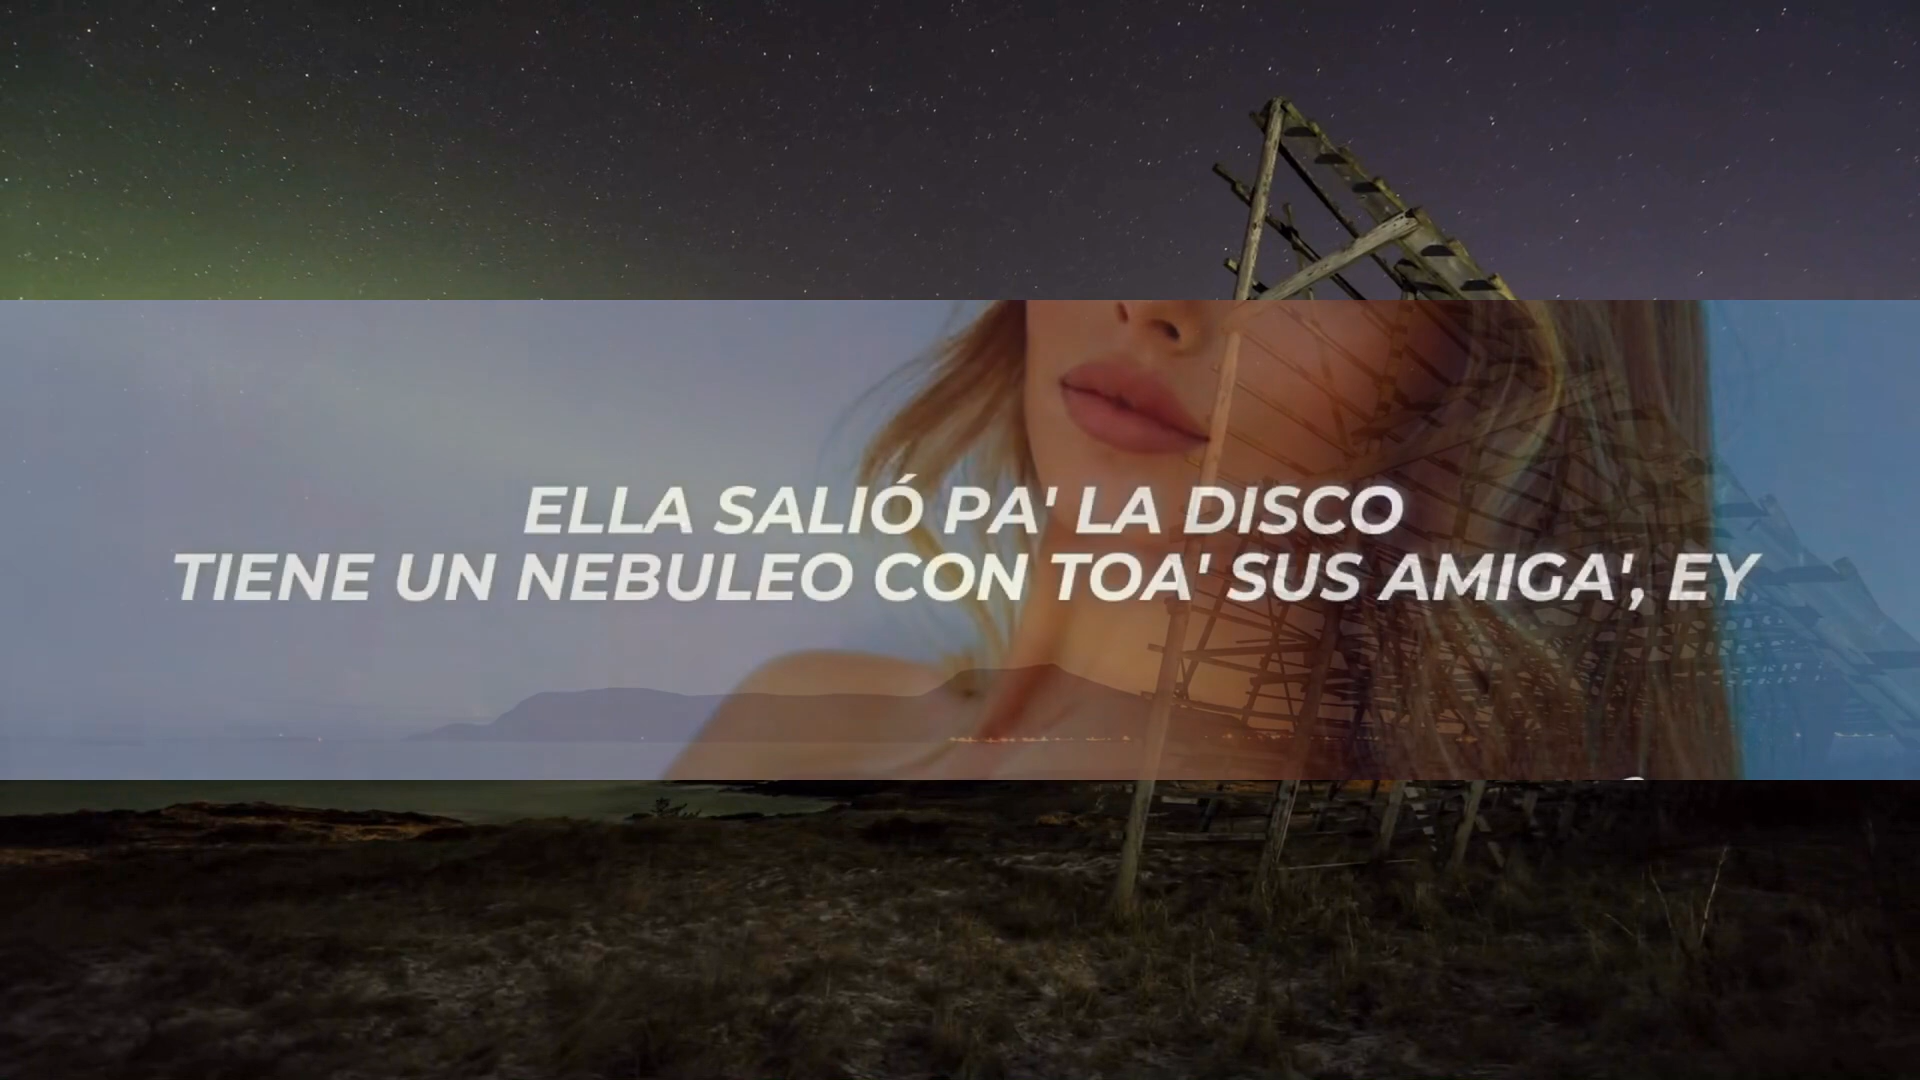 ELLA SALIÓ PA' LA DISCO
TIENE UN NEBULEO CON TOA' SUS AMIGA', EY